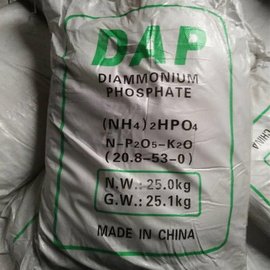 DAP
DIAMMONIUM
PHOSPHATE
(NH₄)₂HPO₄
N-P₂O₅-K₂O
(20.8-53-0)
N.W.: 25.0kg
G.W.: 25.1kg
MADE IN CHINA